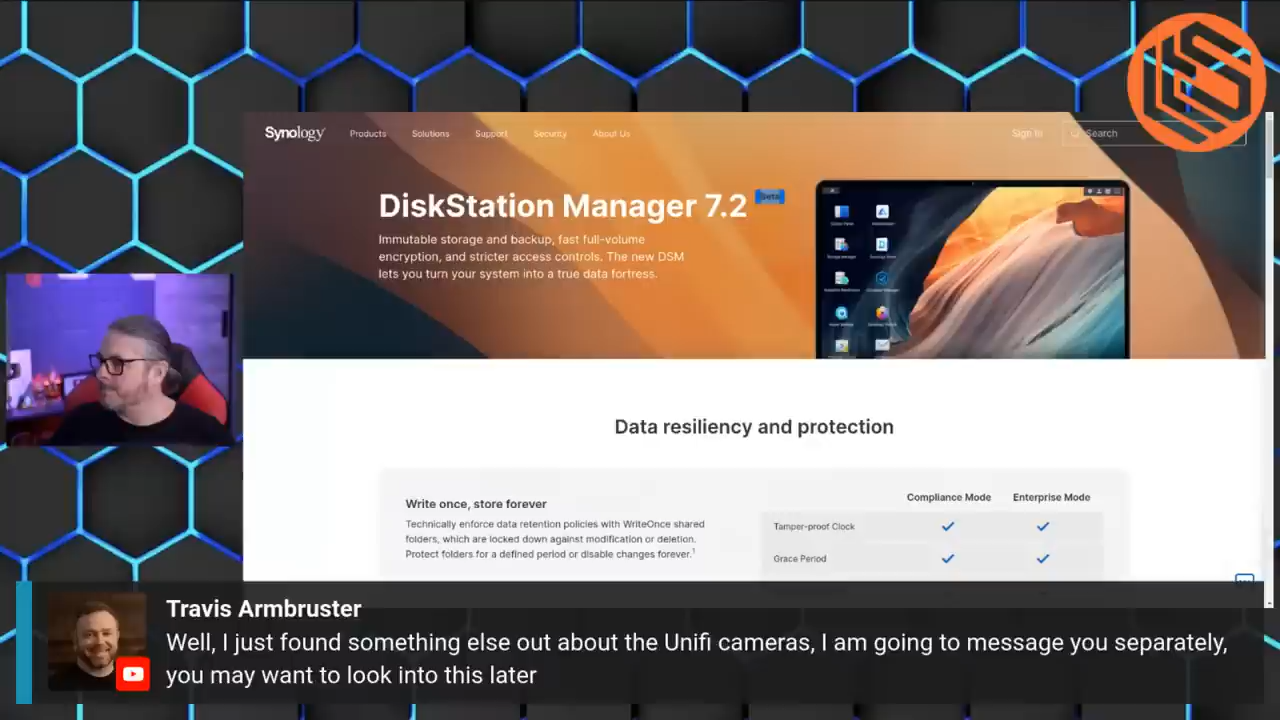 Synology
Products Solutions Support Security About Us Sign In Search
DiskStation Manager 7.2 Beta
Immutable storage and backup, fast full-volume
encryption, and stricter access controls. The new DSM
lets you turn your system into a true data fortress.
Data resiliency and protection
Write once, store forever
Technically enforce data retention policies with WriteOnce shared
folders, which are locked down against modification or deletion.
Protect folders for a defined period or disable changes forever.1
Compliance Mode Enterprise Mode
Tamper-proof Clock
Grace Period
Travis Armbruster
Well, I just found something else out about the Unifi cameras, I am going to message you separately,
you may want to look into this later